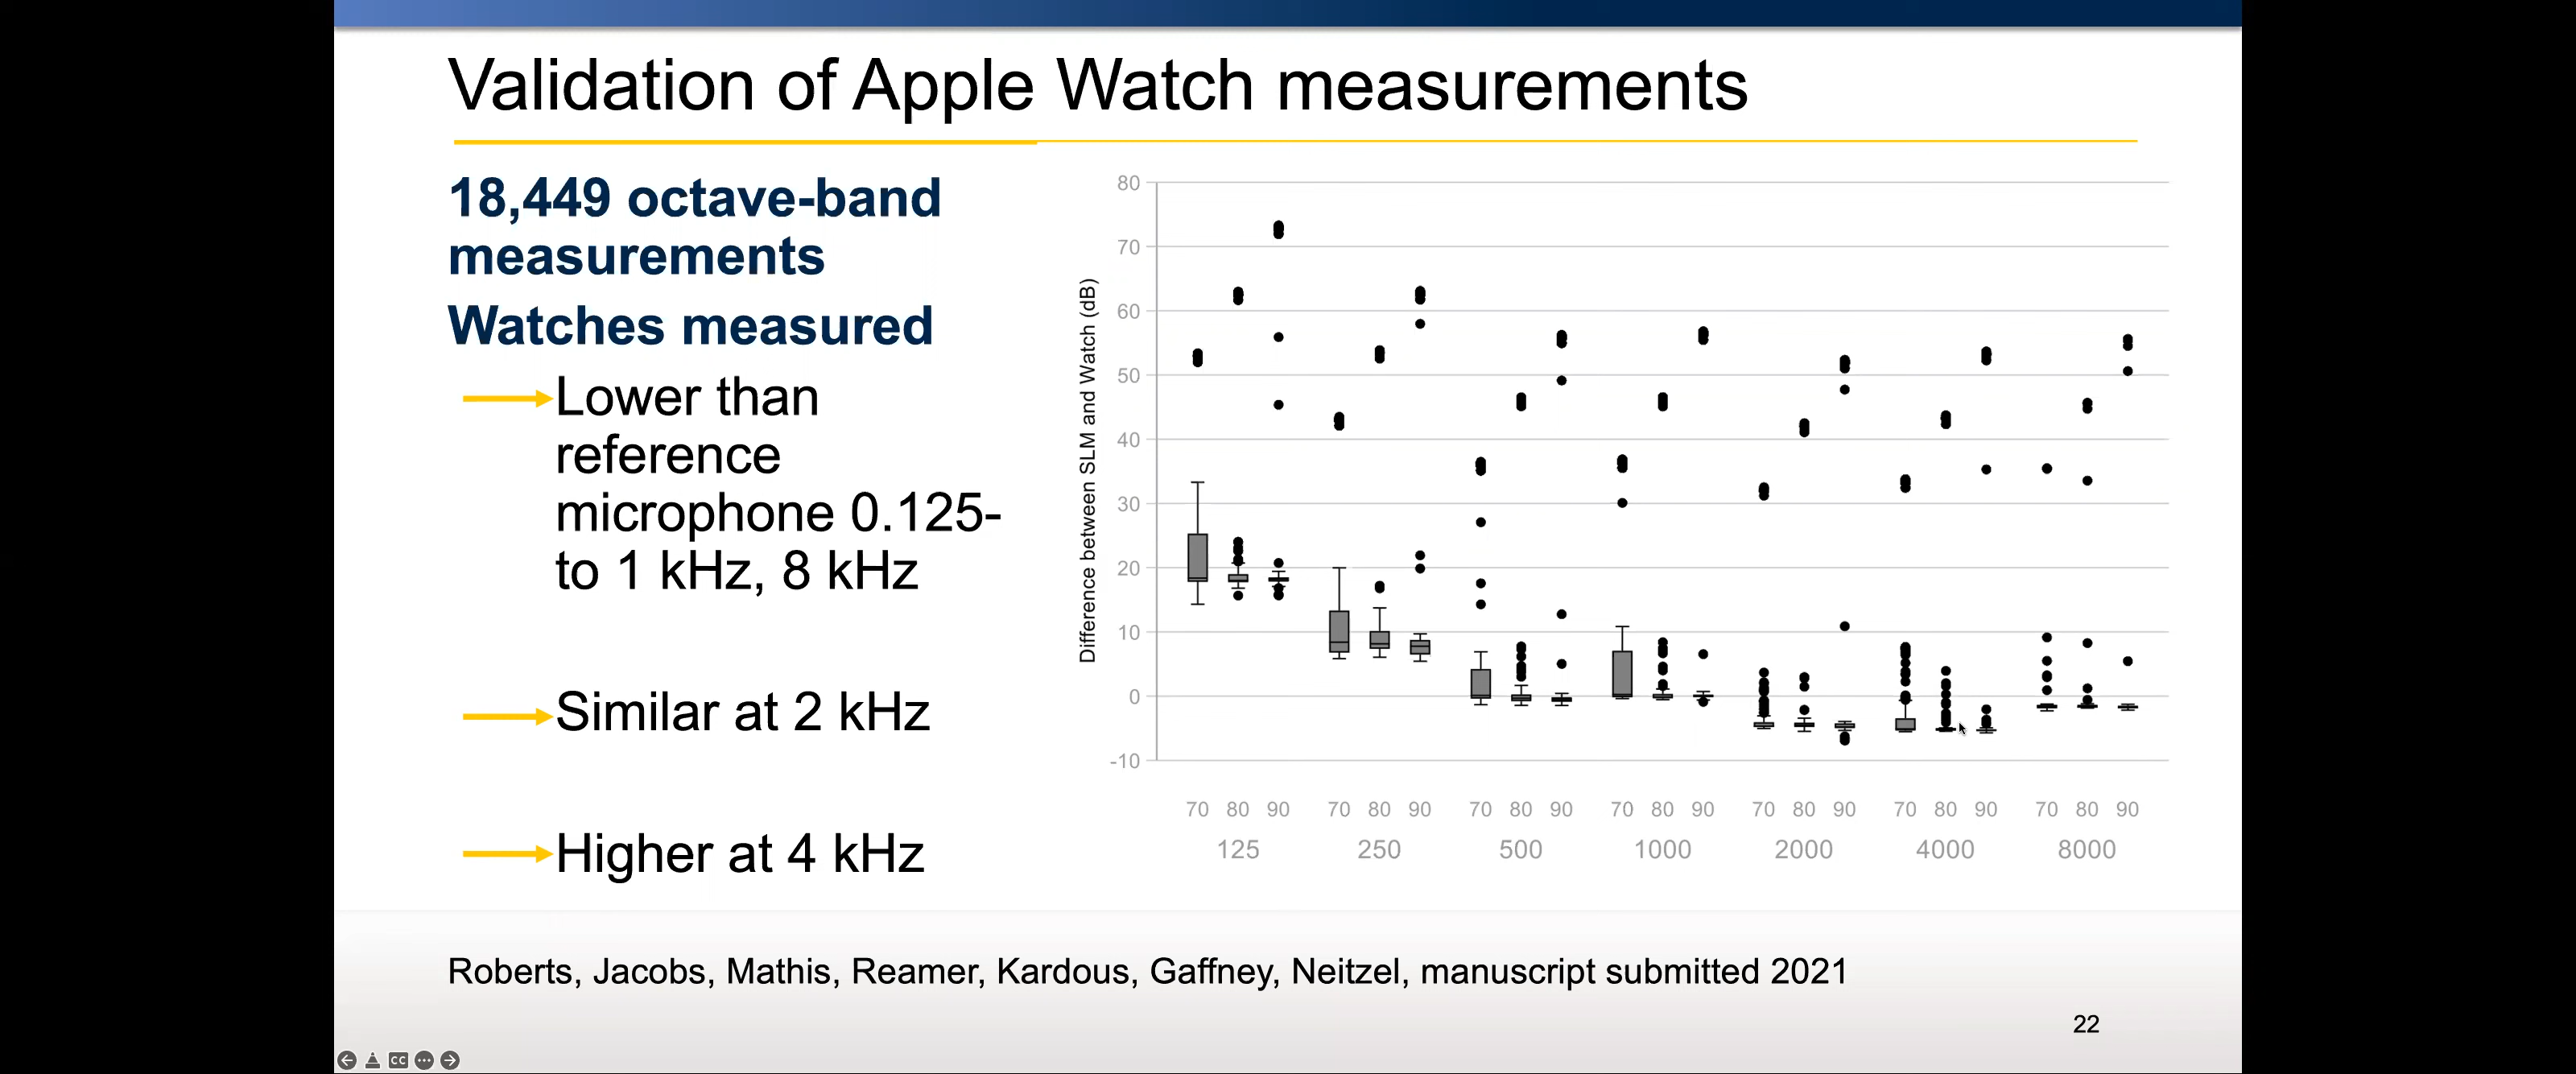 Validation of Apple Watch measurements
18,449 octave-band
measurements
Watches measured
Lower than
reference
microphone 0.125-
to 1 kHz, 8 kHz
Similar at 2 kHz
Higher at 4 kHz
Difference between SLM and Watch (dB)
80
70
60
50
40
30
20
10
0
-10
70 80 90 70 80 90 70 80 90 70 80 90 70 80 90 70 80 90 70 80 90
125 250 500 1000 2000 4000 8000
Roberts, Jacobs, Mathis, Reamer, Kardous, Gaffney, Neitzel, manuscript submitted 2021
22
CC